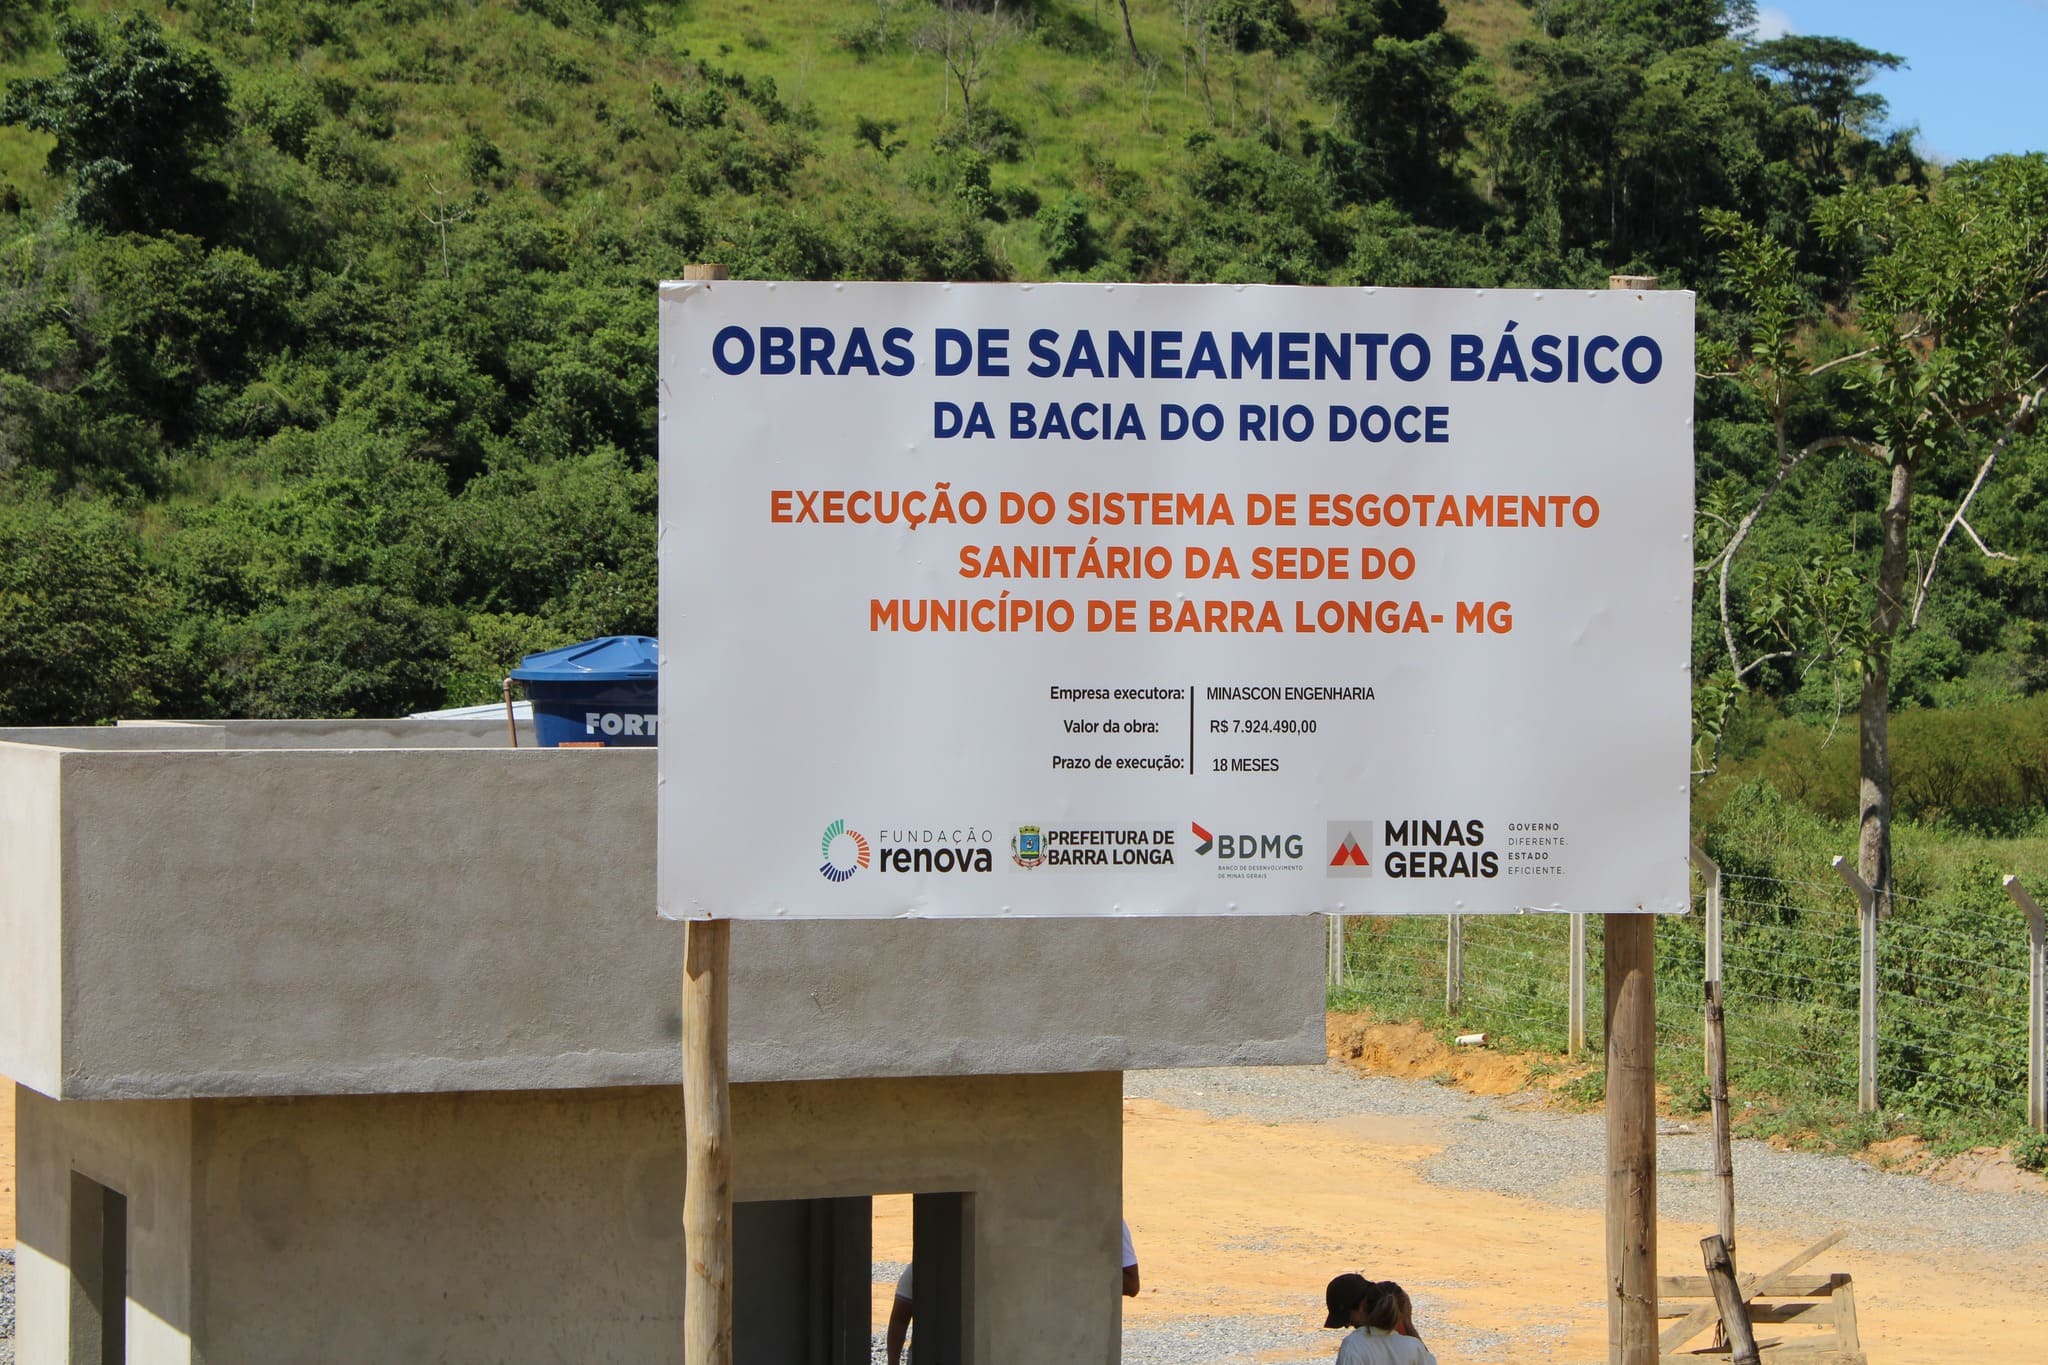 OBRAS DE SANEAMENTO BÁSICO
DA BACIA DO RIO DOCE
EXECUÇÃO DO SISTEMA DE ESGOTAMENTO
SANITÁRIO DA SEDE DO
MUNICÍPIO DE BARRA LONGA- MG
Empresa executora: MINASCON ENGENHARIA
Valor da obra: R$ 7.924.490,00
Prazo de execução: 18 MESES
FORT
FUNDAÇÃO
renova
PREFEITURA DE
BARRA LONGA
BDMG
BANCO DE DESENVOLVIMENTO
DE MINAS GERAIS
MINAS
GERAIS
GOVERNO
DIFERENTE.
ESTADO
EFICIENTE.